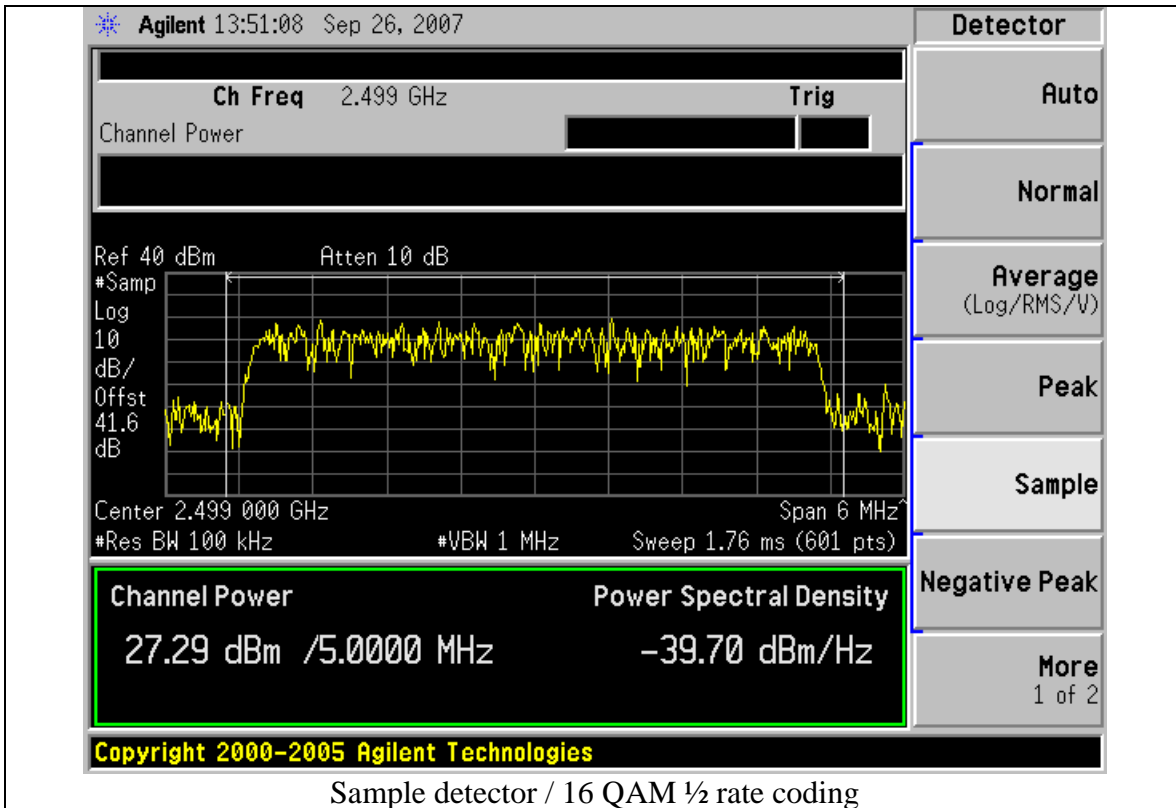 Agilent 13:51:08 Sep 26, 2007
Detector
Ch Freq 2.499 GHz Trig
Channel Power
Auto
Normal
Average
(Log/RMS/V)
Peak
Sample
Negative Peak
More
1 of 2
Ref 40 dBm Atten 10 dB
#Samp
Log
10
dB/
Offst
41.6
dB
Center 2.499 000 GHz Span 6 MHz^
#Res BW 100 kHz #VBW 1 MHz Sweep 1.76 ms (601 pts)
Channel Power Power Spectral Density
27.29 dBm /5.0000 MHz -39.70 dBm/Hz
Copyright 2000-2005 Agilent Technologies
Sample detector / 16 QAM ½ rate coding